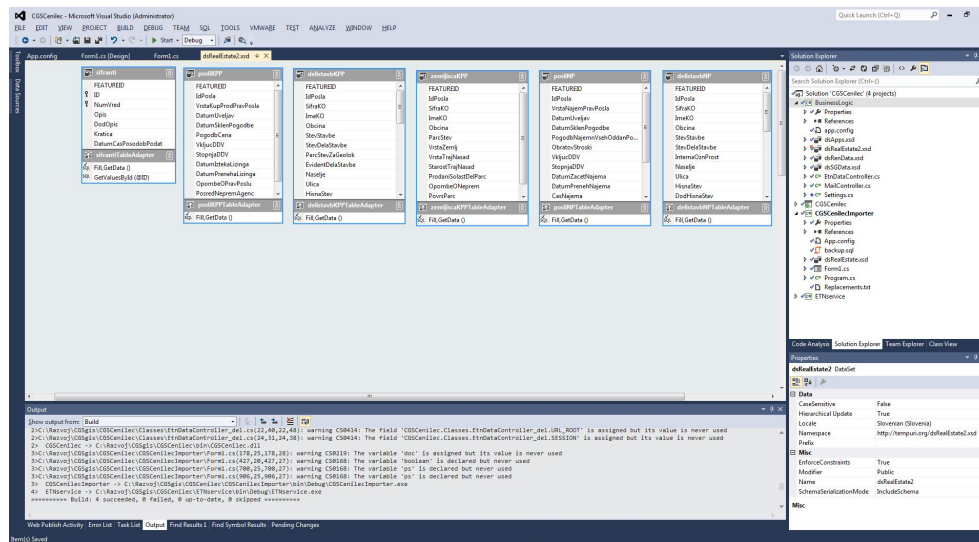 CGSCenilec - Microsoft Visual Studio (Administrator)
Quick Launch (Ctrl+Q)
FILE EDIT VIEW PROJECT BUILD DEBUG TEAM SQL TOOLS VMWARE TEST ANALYZE WINDOW HELP
Start Debug
Toolbox
Data Sources
App.config Form1.cs [Design] Form1.cs dsRealEstate2.xsd
sifranti
FEATUREID
ID
NumVred
Opis
DodOpis
Kratica
DatumCasPosodobPodat
sifrantiTableAdapter
Fill,GetData ()
GetValuesById (@ID)
posliKPP
FEATUREID
IdPosla
VrstaKupProdPravPosla
DatumUveljav
DatumSklenPogodbe
PogodbCena
VkljucDDV
StopnjaDDV
DatumIztekaLizinga
DatumPrenehaLizinga
OpombeOPravPoslu
PosredNepremAgenc
posliKPPTableAdapter
Fill,GetData ()
delistavbKPP
FEATUREID
IdPosla
SifraKO
ImeKO
Obcina
StevStavbe
StevDelaStavbe
ParcStevZaGeolok
EvidentDelaStavbe
Naselje
Ulica
HisnaStev
delistavbKPPTableAdapter
Fill,GetData ()
zemljiscaKPP
FEATUREID
IdPosla
SifraKO
ImeKO
Obcina
ParcStev
VrstaZemlj
VrstaTrajNasad
StarostTrajNasad
ProdaniSolastDelParc
OpombeONeprem
PovrsParc
zemljiscaKPPTableAdapter
Fill,GetData ()
posliNP
FEATUREID
IdPosla
VrstaNajemPravPosla
DatumUveljav
DatumSklenPogodbe
PogodbNajemnVsehOddanPo...
ObratovStroski
VkljucDDV
StopnjaDDV
DatumZacetNajema
DatumPrenehNajema
CasNajema
posliNPTableAdapter
Fill,GetData ()
delistavbNP
FEATUREID
IdPosla
SifraKO
ImeKO
Obcina
StevStavbe
StevDelaStavbe
InternaOznProst
Naselje
Ulica
HisnaStev
DodHisnaStev
delistavbNPTableAdapter
Fill,GetData ()
Output
Show output from: Build
2>C:\Razvoj\CGSgis\CGSCenilec\CGSCenilec\Classes\EtnDataController_del.cs(22,40,22,48): warning CS0414: The field 'CGSCenilec.Classes.EtnDataController_del.URL_ROOT' is assigned but its value is never used
2>C:\Razvoj\CGSgis\CGSCenilec\CGSCenilec\Classes\EtnDataController_del.cs(24,31,24,38): warning CS0414: The field 'CGSCenilec.Classes.EtnDataController_del.SESSION' is assigned but its value is never used
2> CGSCenilec -> C:\Razvoj\CGSgis\CGSCenilec\CGSCenilec\bin\CGSCenilec.dll
3>C:\Razvoj\CGSgis\CGSCenilec\CGSCenilecImporter\Form1.cs(178,25,178,28): warning CS0219: The variable 'doc' is assigned but its value is never used
3>C:\Razvoj\CGSgis\CGSCenilec\CGSCenilecImporter\Form1.cs(427,20,427,27): warning CS0168: The variable 'boolean' is declared but never used
3>C:\Razvoj\CGSgis\CGSCenilec\CGSCenilecImporter\Form1.cs(700,25,700,27): warning CS0168: The variable 'ps' is declared but never used
3>C:\Razvoj\CGSgis\CGSCenilec\CGSCenilecImporter\Form1.cs(906,25,906,27): warning CS0168: The variable 'ps' is declared but never used
3> CGSCenilecImporter -> C:\Razvoj\CGSgis\CGSCenilec\CGSCenilecImporter\bin\Debug\CGSCenilecImporter.exe
4> ETNservice -> C:\Razvoj\CGSgis\CGSCenilec\ETNservice\bin\Debug\ETNservice.exe
========== Build: 4 succeeded, 0 failed, 0 up-to-date, 0 skipped ==========
Web Publish Activity Error List Task List Output Find Results 1 Find Symbol Results Pending Changes
Item(s) Saved
Solution Explorer
Search Solution Explorer (Ctrl+č)
Solution 'CGSCenilec' (4 projects)
BusinessLogic
Properties
References
app.config
dsApps.xsd
dsRealEstate2.xsd
dsRenData.xsd
dsSGData.xsd
EtnDataController.cs
MailController.cs
Settings.cs
CGSCenilec
CGSCenilecImporter
Properties
References
App.config
backup.sql
dsRealEstate.xsd
Form1.cs
Program.cs
Replacements.txt
ETNservice
Code Analysis Solution Explorer Team Explorer Class View
Properties
dsRealEstate2 DataSet
Data
CaseSensitive False
Hierarchical Update True
Locale Slovenian (Slovenia)
Namespace http://tempuri.org/dsRealEstate2.xsd
Prefix
Misc
EnforceConstraints True
Modifier Public
Name dsRealEstate2
SchemaSerializationMode IncludeSchema
Misc